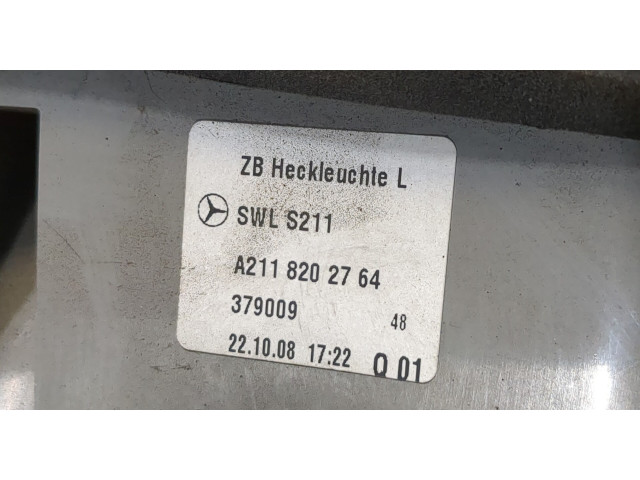 ZB Heckleuchte L
SWL S211
A211 820 27 64
379009 48
22.10.08 17:22 Q 01